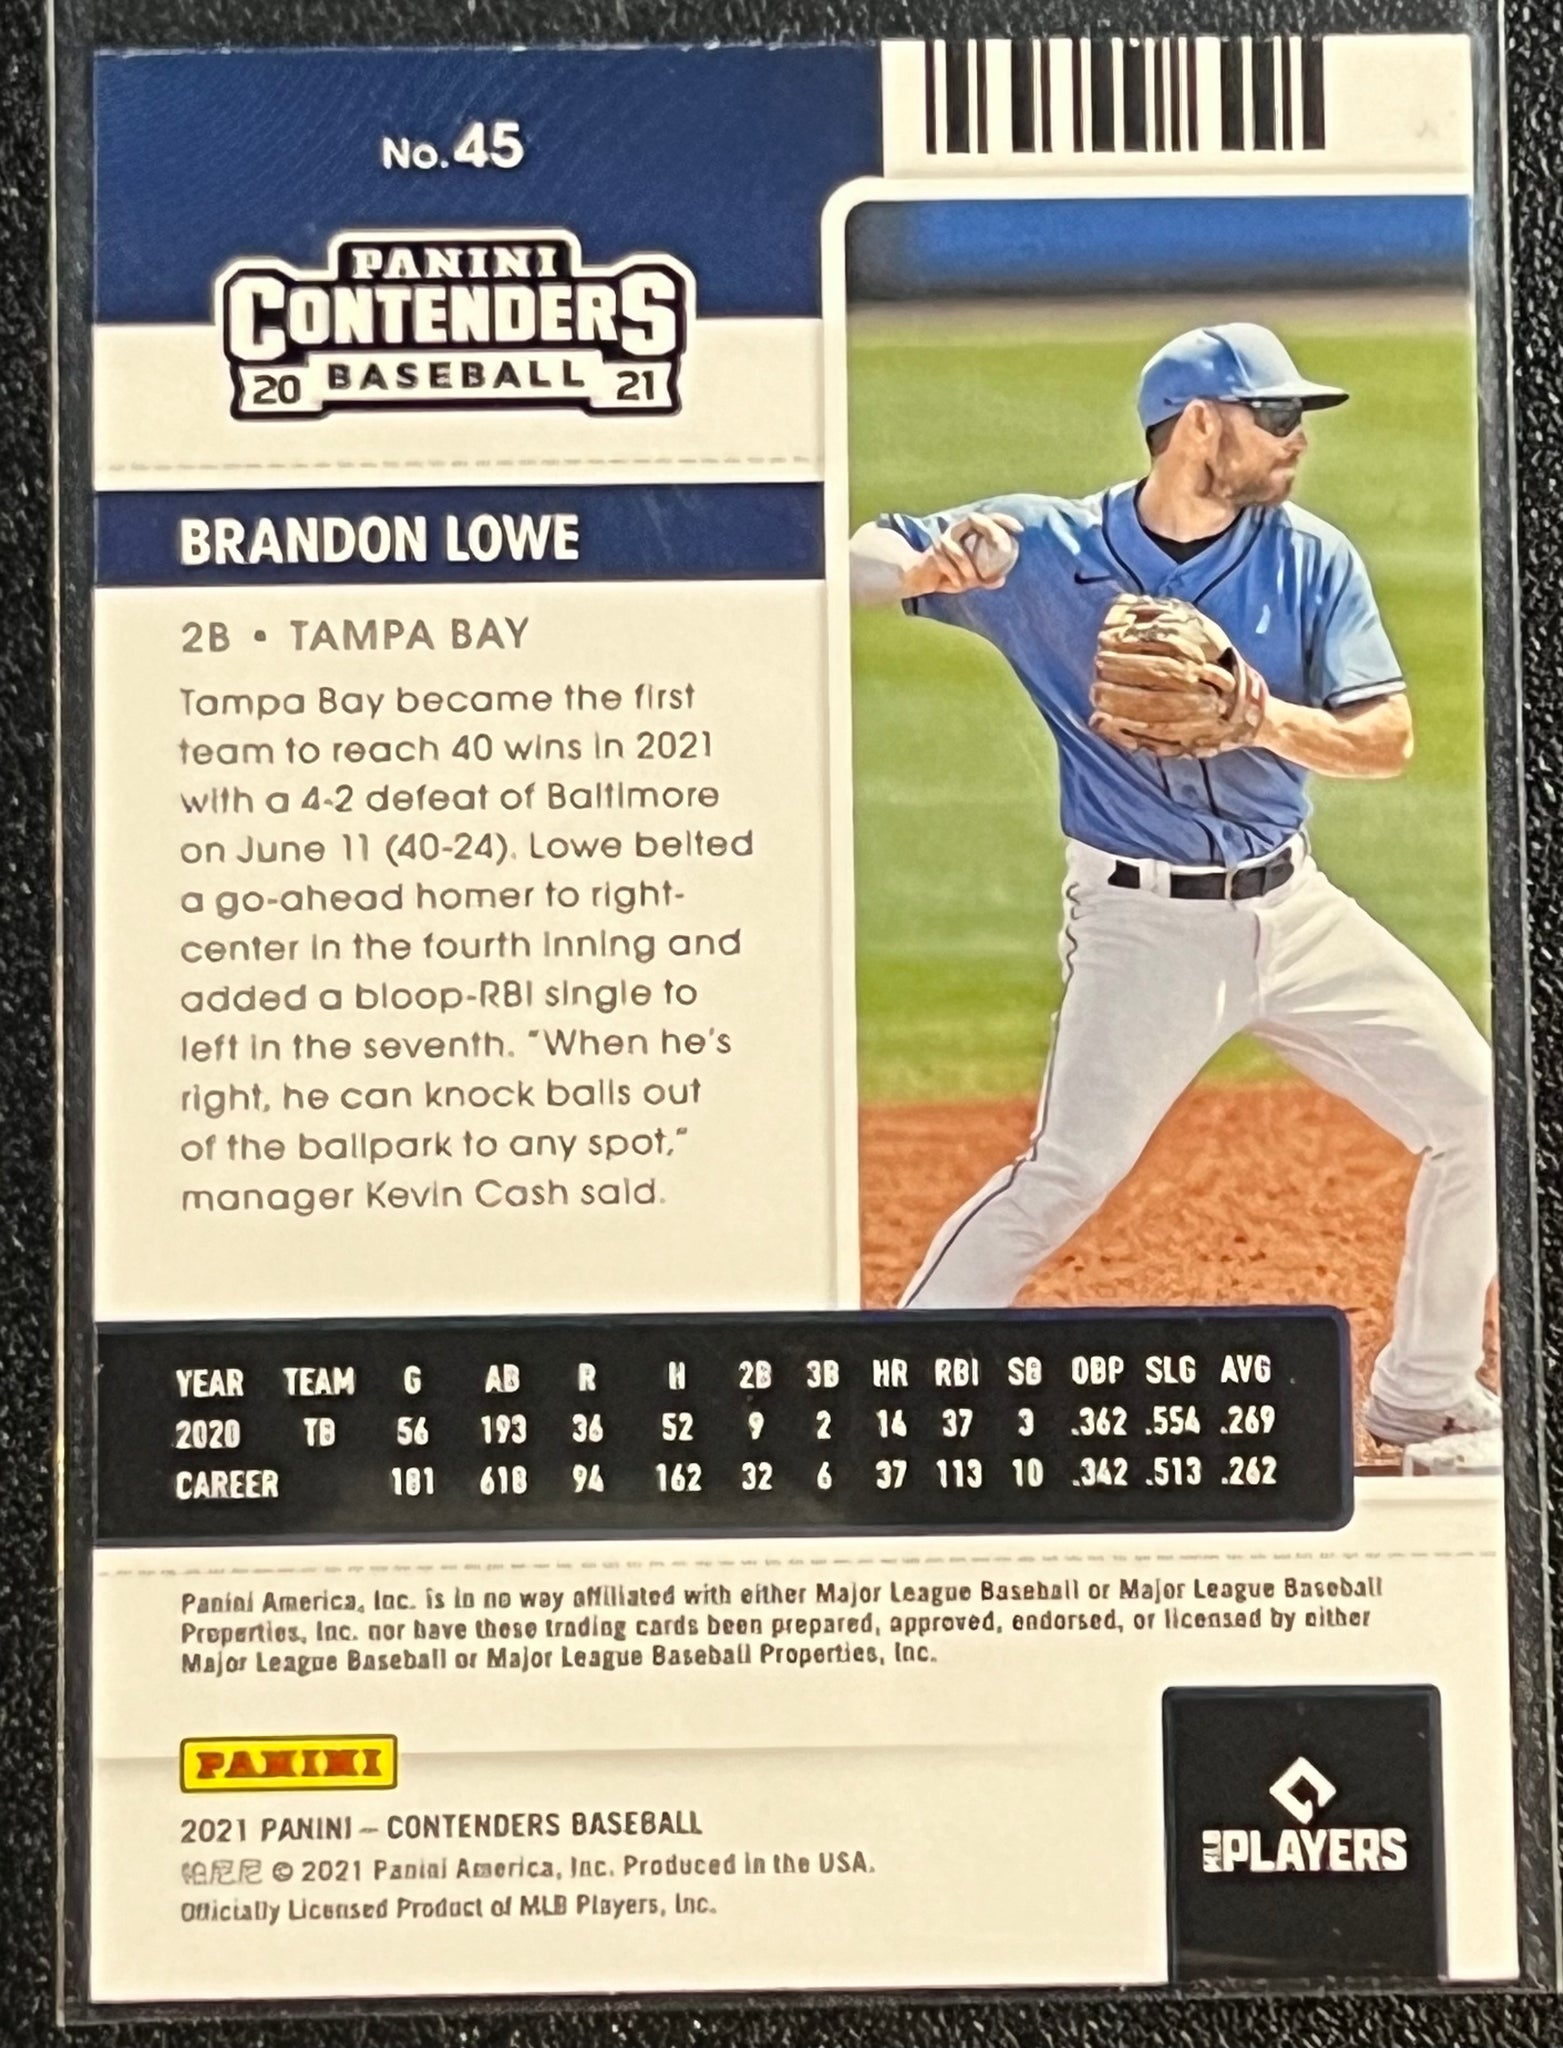 No. 45
PANINI
CONTENDERS
20 BASEBALL 21
BRANDON LOWE
2B • TAMPA BAY
Tampa Bay became the first
team to reach 40 wins in 2021
with a 4-2 defeat of Baltimore
on June 11 (40-24). Lowe belted
a go-ahead homer to right-
center in the fourth inning and
added a bloop-RBI single to
left in the seventh. "When he's
right, he can knock balls out
of the ballpark to any spot,"
manager Kevin Cash said.
YEAR TEAM G AB R H 2B 3B HR RBI SB OBP SLG AVG
2020 TB 56 193 36 52 9 2 14 37 3 .362 .554 .269
CAREER 181 618 94 162 32 6 37 113 10 .342 .513 .262
Panini America, Inc. is in no way affiliated with either Major League Baseball or Major League Baseball
Properties, Inc. nor have these trading cards been prepared, approved, endorsed, or licensed by either
Major League Baseball or Major League Baseball Properties, Inc.
PANINI
2021 PANINI – CONTENDERS BASEBALL
帕尼尼 © 2021 Panini America, Inc. Produced in the USA.
Officially Licensed Product of MLB Players, Inc.
MLB PLAYERS